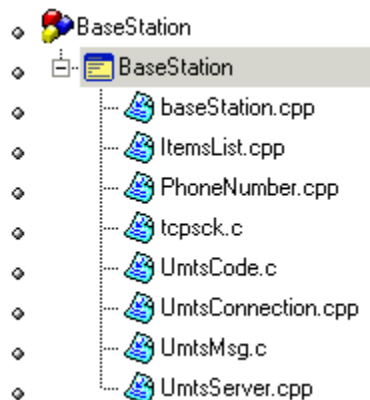 BaseStation
BaseStation
baseStation.cpp
ItemsList.cpp
PhoneNumber.cpp
tcpsck.c
UmtsCode.c
UmtsConnection.cpp
UmtsMsg.c
UmtsServer.cpp